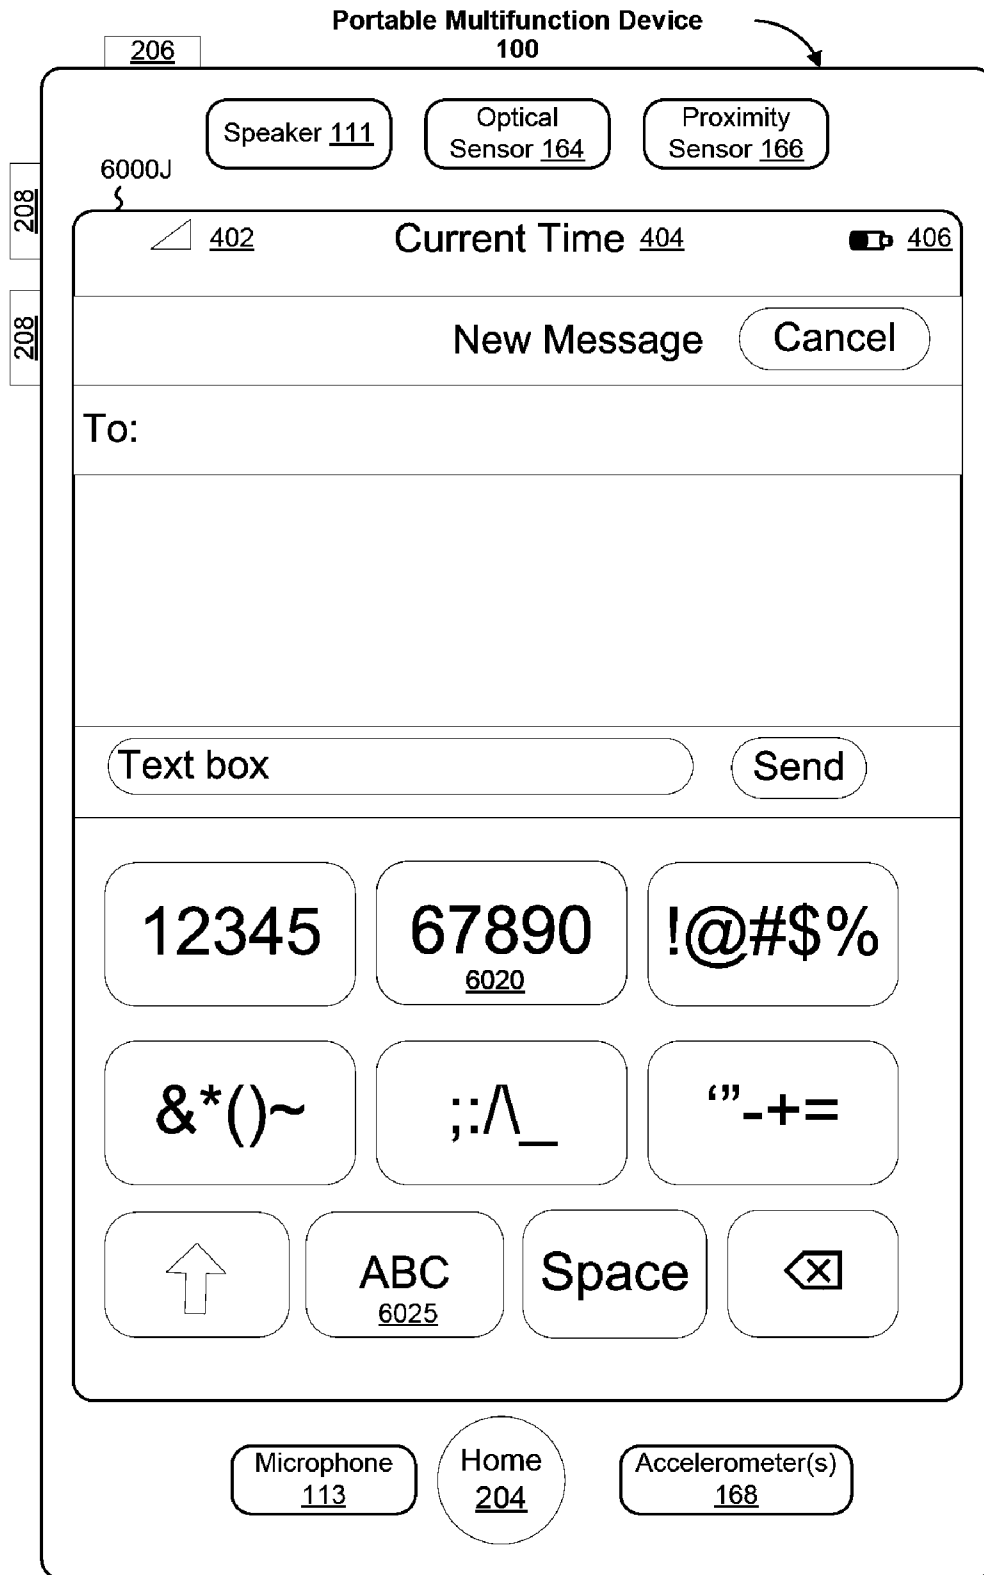 Portable Multifunction Device
100
206
Speaker 111
Optical
Sensor 164
Proximity
Sensor 166
6000J
208
208
402
Current Time 404
406
New Message
Cancel
To:
Text box
Send
12345
67890
6020
!@#$%
&*()~
;:/\_
‘”-+=
ABC
6025
Space
Microphone
113
Home
204
Accelerometer(s)
168